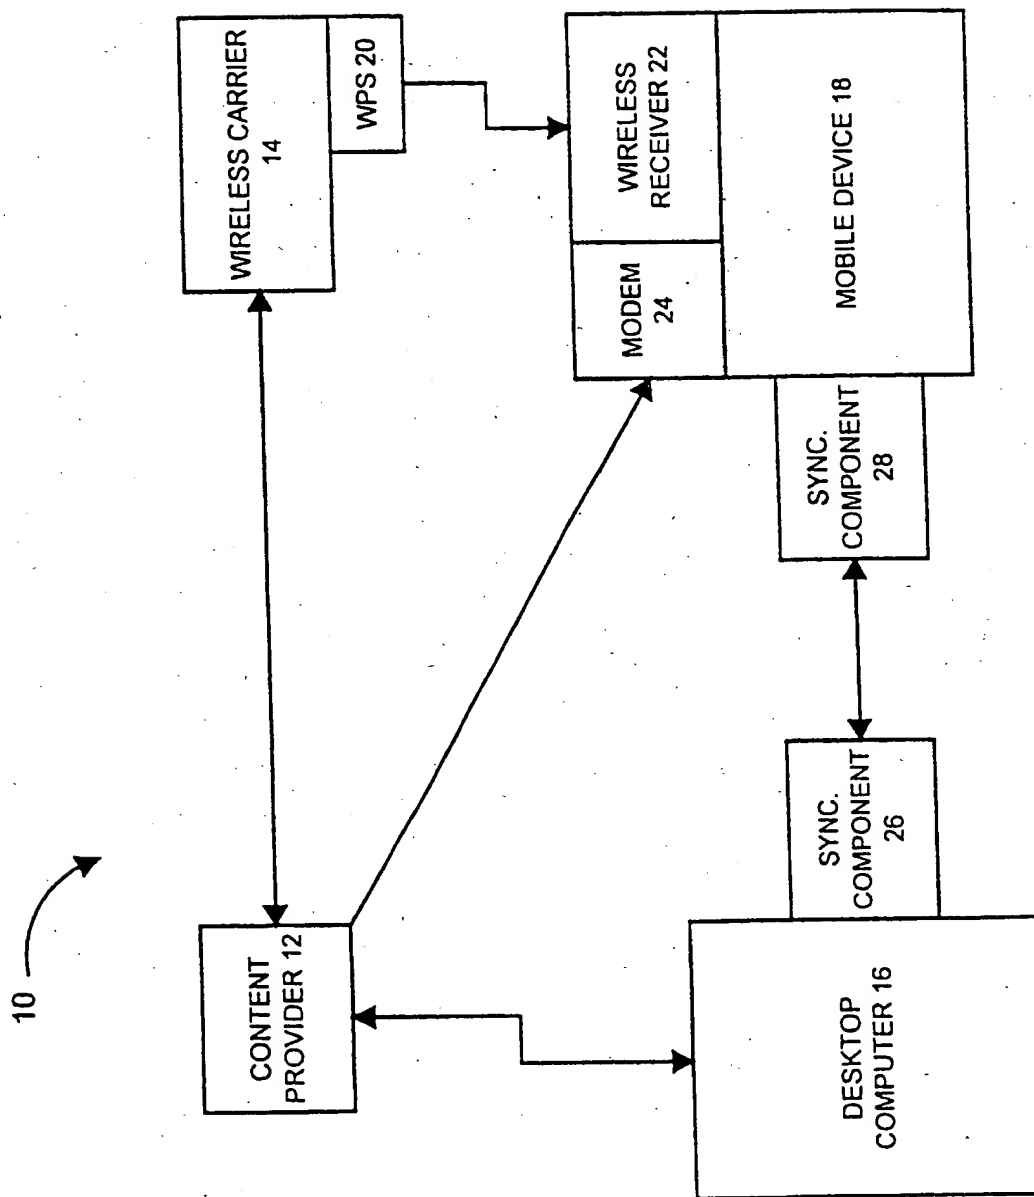 10
CONTENT
PROVIDER 12
WIRELESS CARRIER
14
WPS 20
MODEM
24
WIRELESS
RECEIVER 22
MOBILE DEVICE 18
SYNC.
COMPONENT
28
SYNC.
COMPONENT
26
DESKTOP
COMPUTER 16